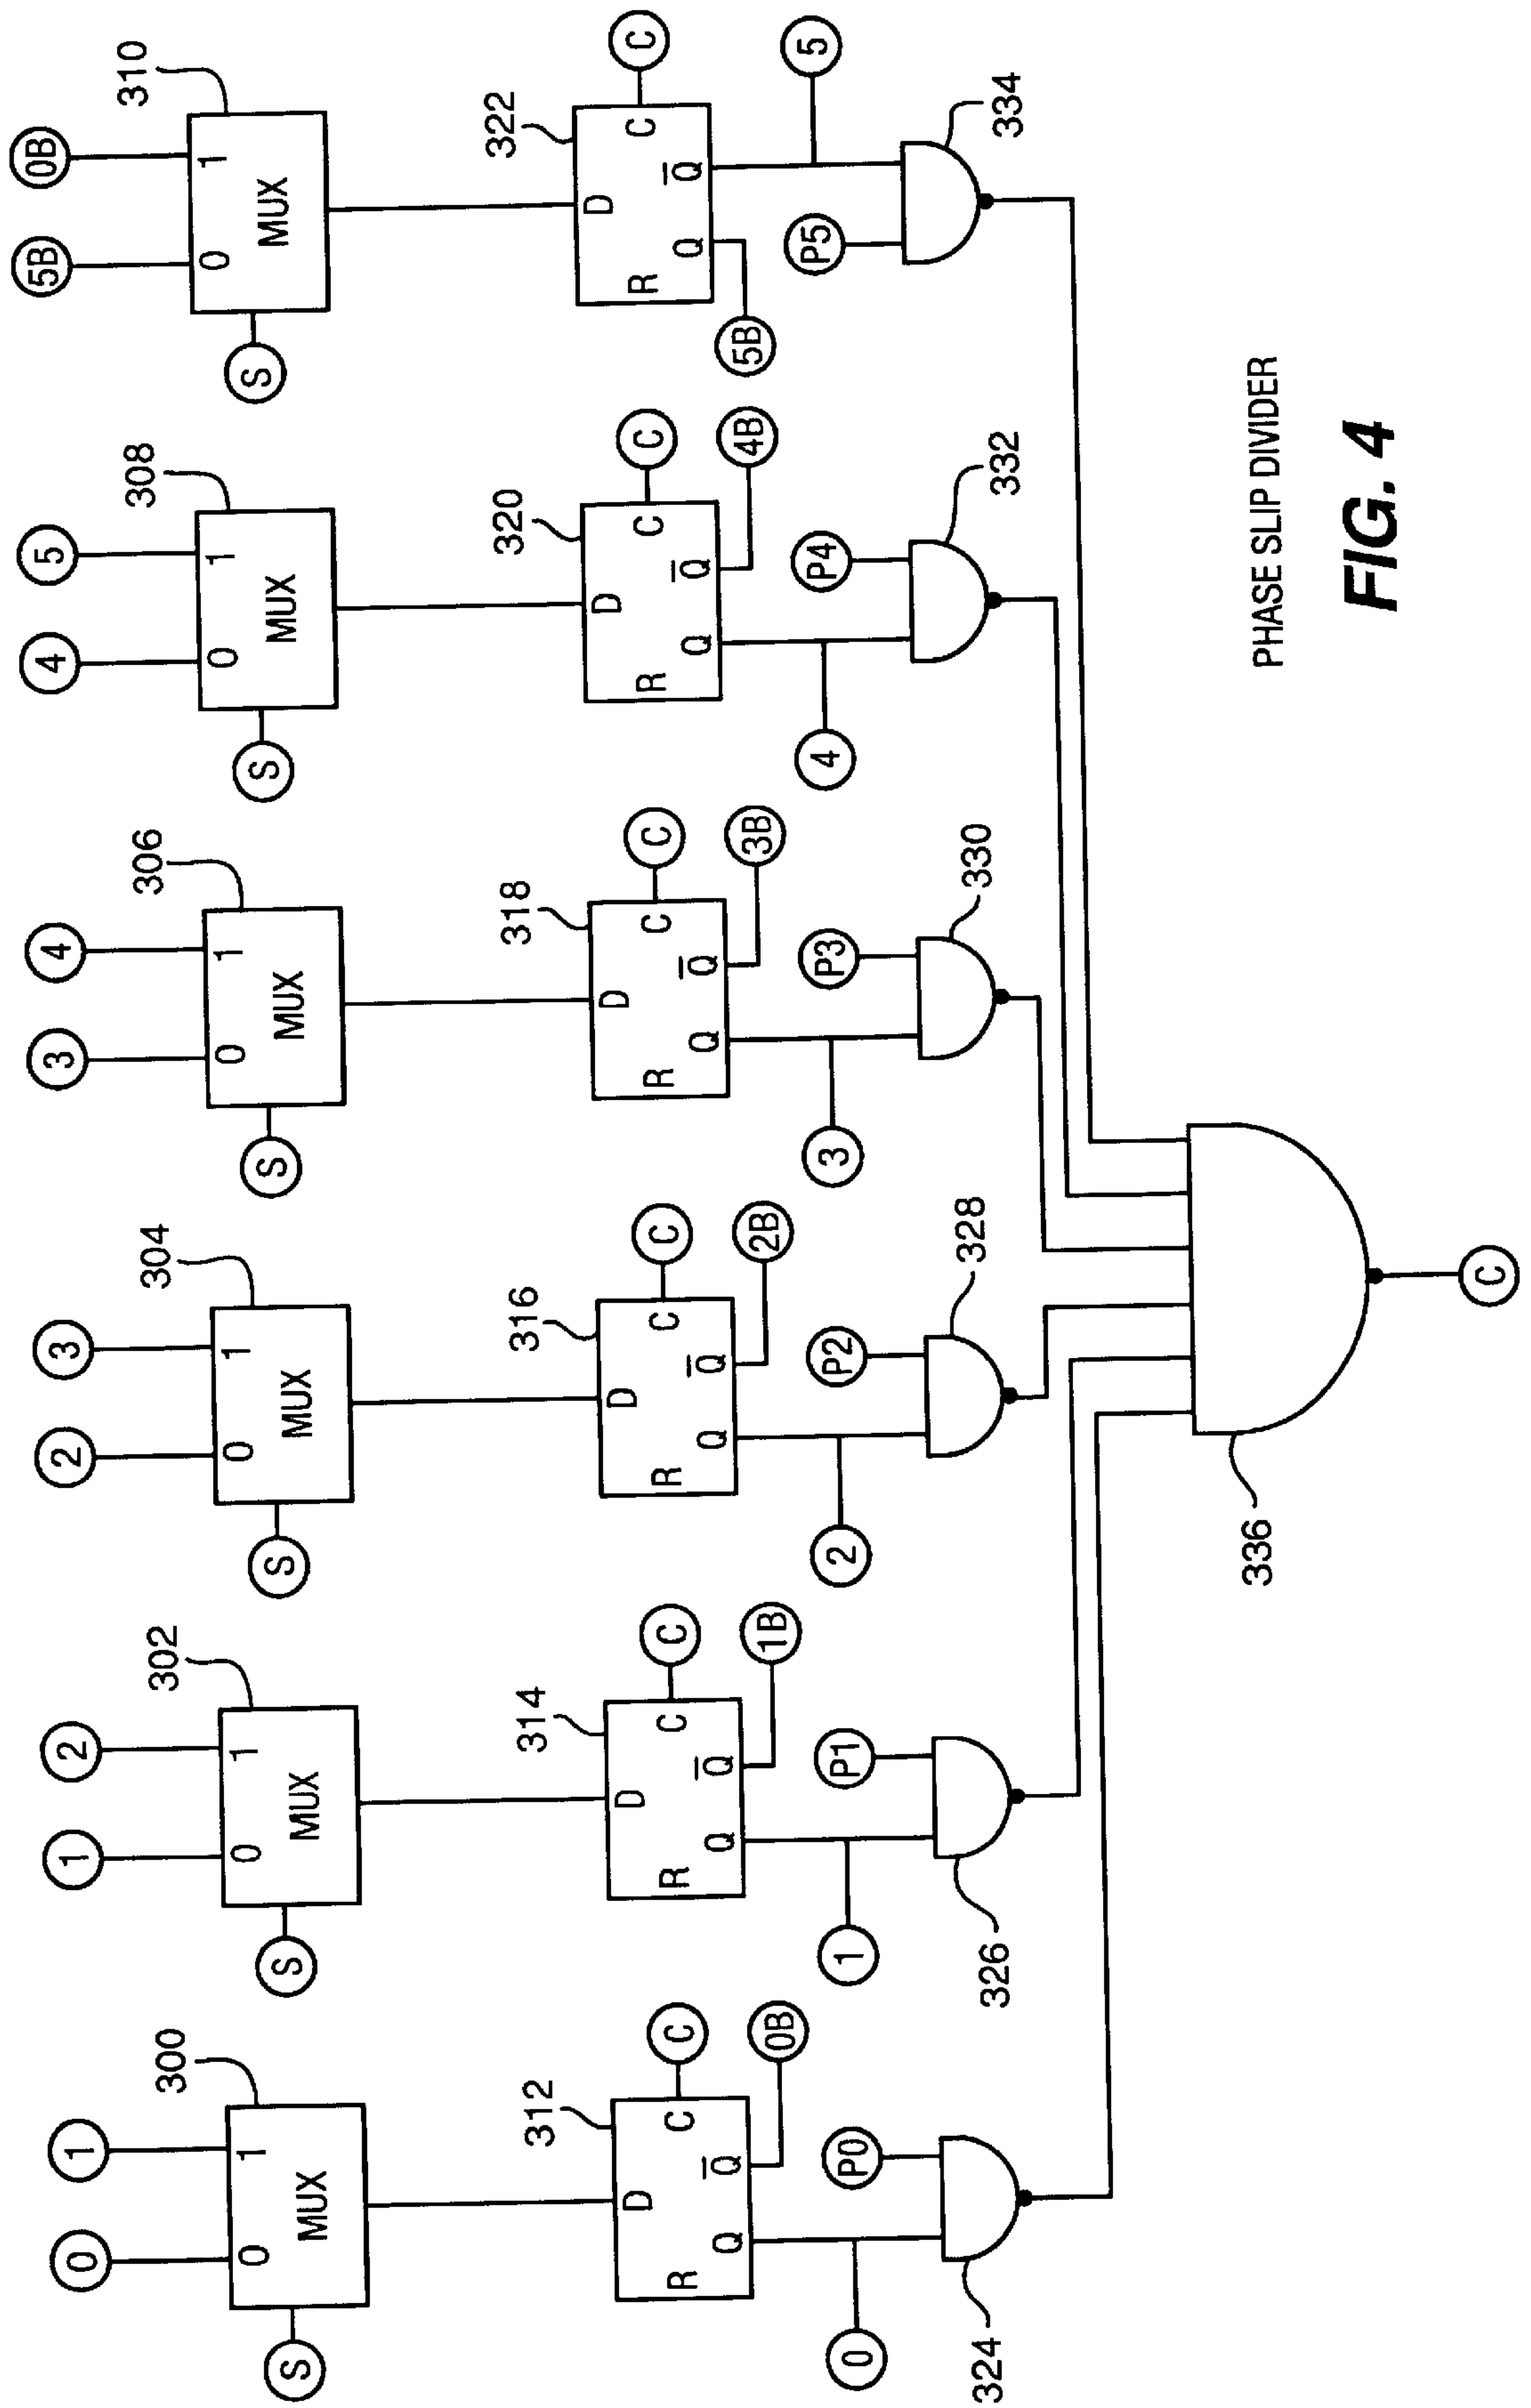 0 1 1 2 2 3 3 4 4 5 5B 0B
300 302 304 306 308 310
0 1 0 1 0 1 0 1 0 1 0 1
S MUX S MUX S MUX S MUX S MUX S MUX
312 314 316 318 320 322
D D D D D D
R C C R C C R C C R C C R C C R C C
Q Q̅ Q Q̅ Q Q̅ Q Q̅ Q Q̅ Q Q̅
0B 1B 2B 3B 4B 5B
0 P0 1 P1 2 P2 3 P3 4 P4 P5 5
324 326 328 330 332 334
336
C
PHASE SLIP DIVIDER
FIG. 4